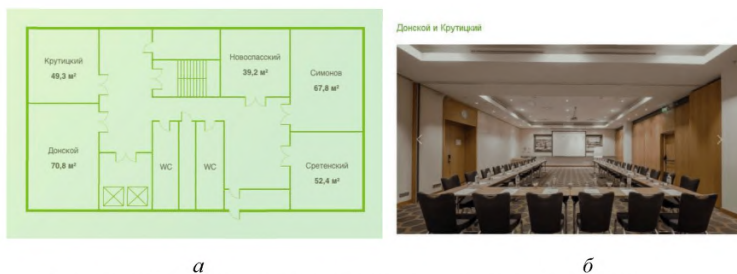 Крутицкий
49,3 м²
Новоспасский
39,2 м²
Симонов
67,8 м²
Донской
70,8 м²
WC
WC
Сретенский
52,4 м²
Донской и Крутицкий
а
б